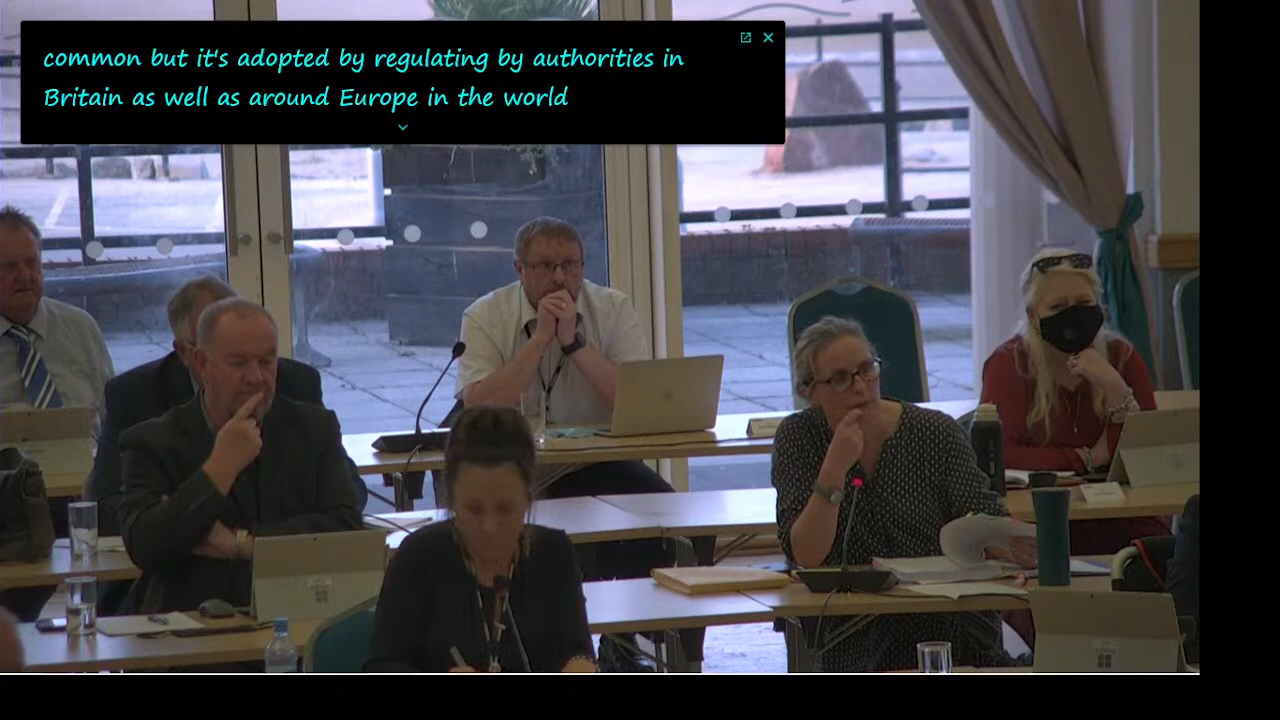 common but it's adopted by regulating by authorities in
Britain as well as around Europe in the world